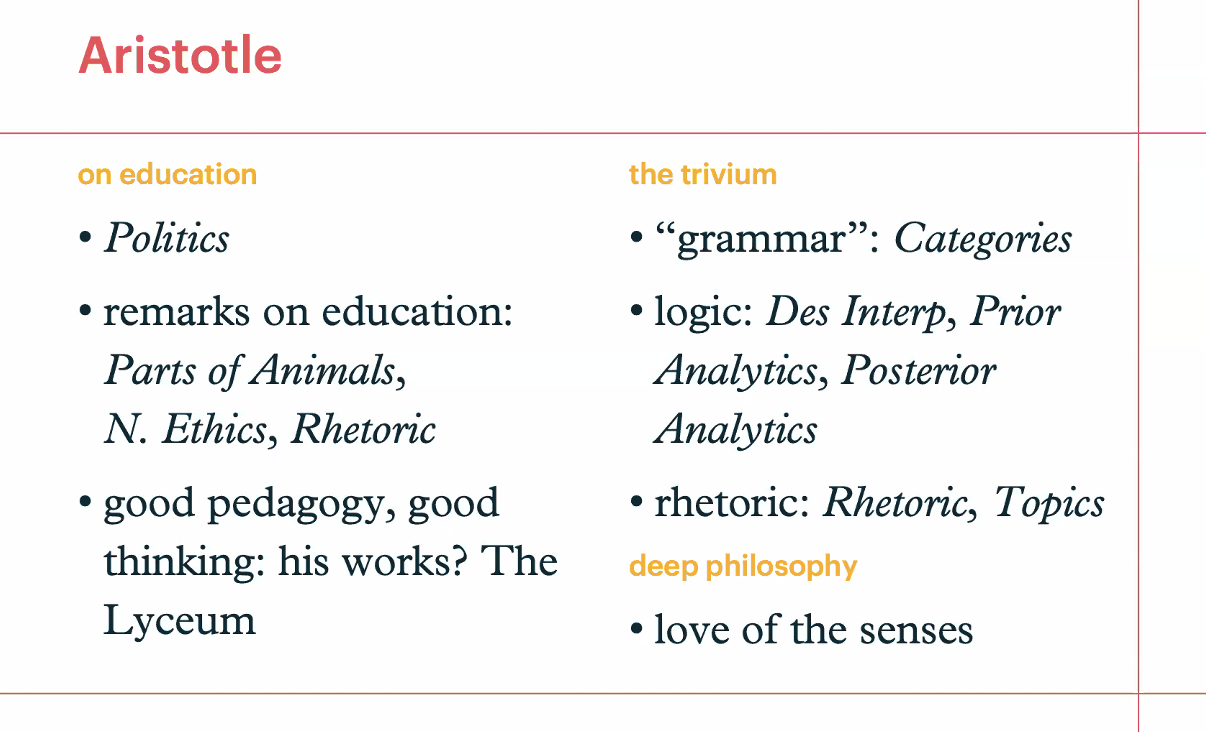 Aristotle
on education
• Politics
• remarks on education:
Parts of Animals,
N. Ethics, Rhetoric
• good pedagogy, good
thinking: his works? The
Lyceum
the trivium
• “grammar”: Categories
• logic: Des Interp, Prior
Analytics, Posterior
Analytics
• rhetoric: Rhetoric, Topics
deep philosophy
• love of the senses